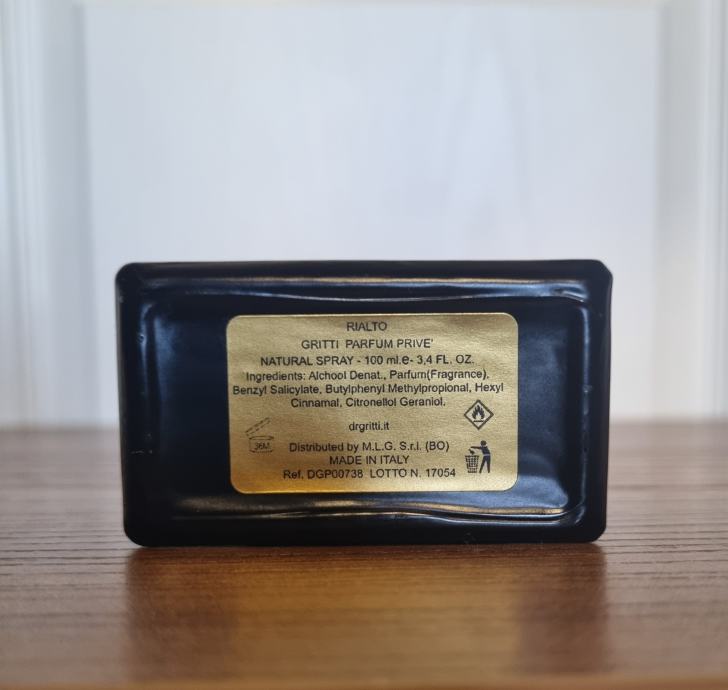 RIALTO
GRITTI PARFUM PRIVE'
NATURAL SPRAY - 100 ml.e- 3,4 FL. OZ.
Ingredients: Alchool Denat., Parfum(Fragrance),
Benzyl Salicylate, Butylphenyl Methylpropional, Hexyl
Cinnamal, Citronellol Geraniol.
drgritti.it
36M
Distributed by M.L.G. S.r.l. (BO)
MADE IN ITALY
Ref. DGP00738 LOTTO N. 17054